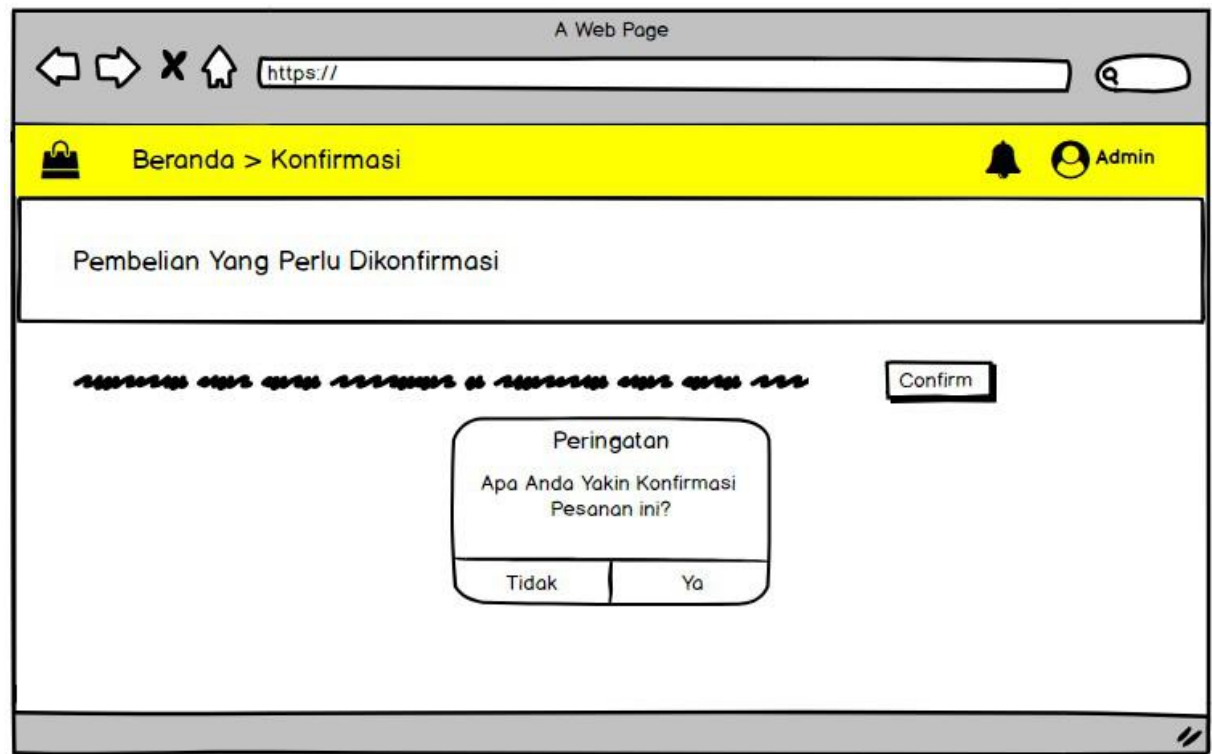 A Web Page
https://
Beranda > Konfirmasi
Admin
Pembelian Yang Perlu Dikonfirmasi
Confirm
Peringatan
Apa Anda Yakin Konfirmasi
Pesanan ini?
Tidak
Ya